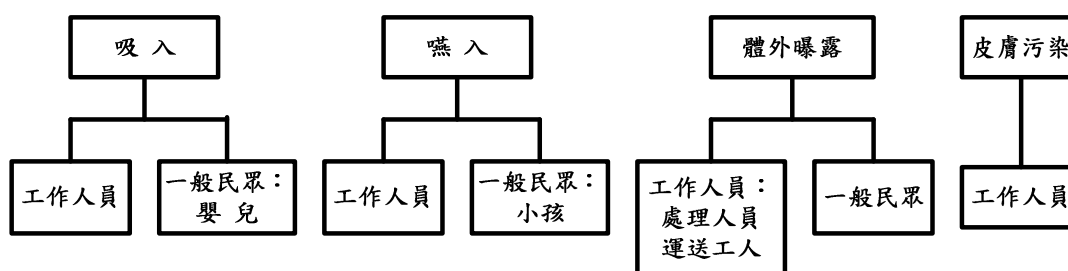 吸 入
嚥 入
體外曝露
皮膚污染
工作人員
一般民眾：
嬰 兒
工作人員
一般民眾：
小孩
工作人員：
處理人員
運送工人
一般民眾
工作人員